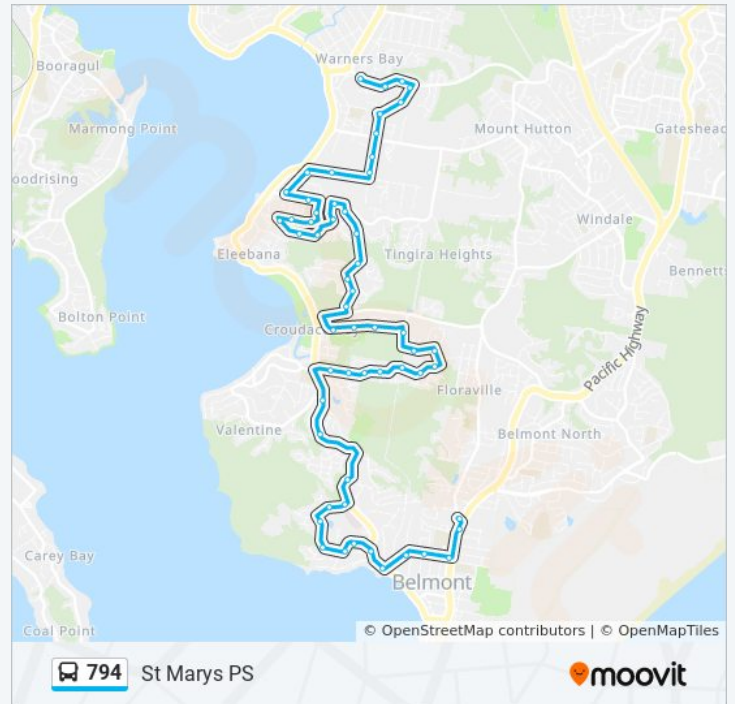 Warners Bay
Booragul
Marmong Point
Mount Hutton
Gateshead
oodrising
Windale
Eleebana
Tingira Heights
Bennett
Bolton Point
Pacific Highway
Floraville
Valentine
Belmont North
Carey Bay
Belmont
Coal Point
© OpenStreetMap contributors | © OpenMapTiles
794 St Marys PS
moovit